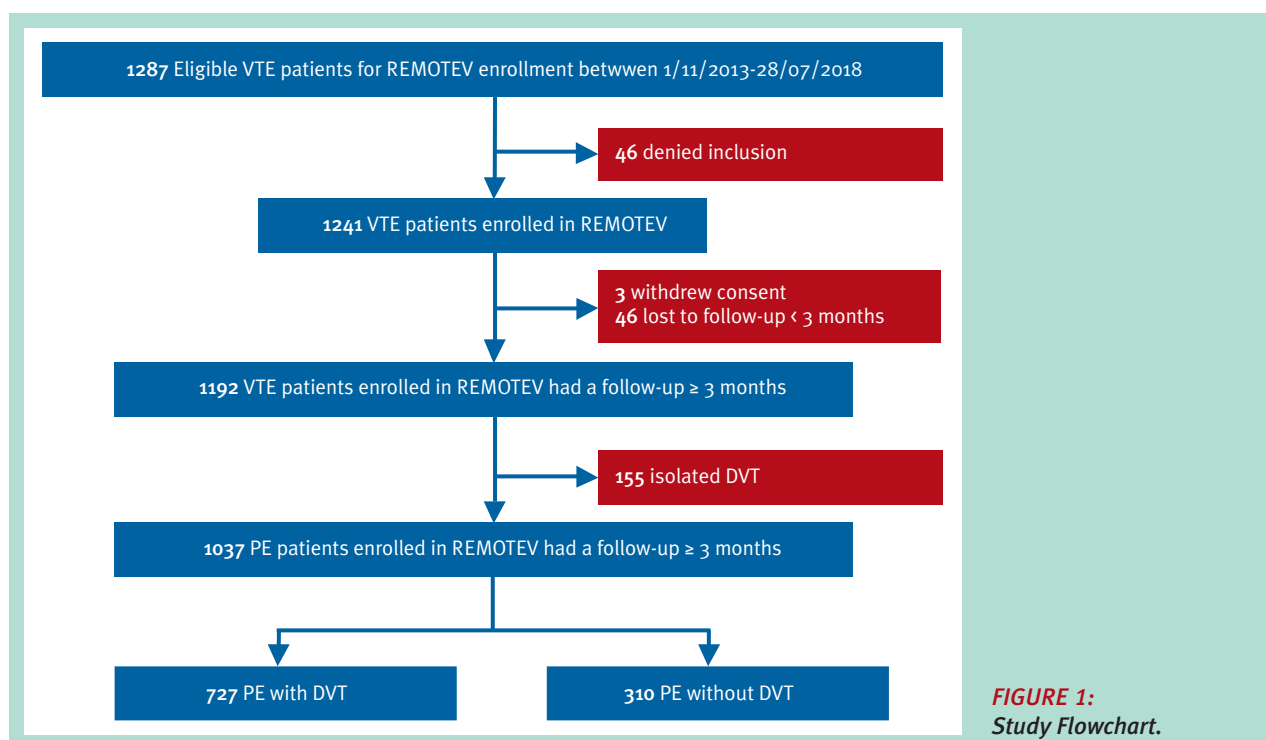 1287 Eligible VTE patients for REMOTEV enrollment betwwen 1/11/2013-28/07/2018
46 denied inclusion
1241 VTE patients enrolled in REMOTEV
3 withdrew consent
46 lost to follow-up < 3 months
1192 VTE patients enrolled in REMOTEV had a follow-up ≥ 3 months
155 isolated DVT
1037 PE patients enrolled in REMOTEV had a follow-up ≥ 3 months
727 PE with DVT
310 PE without DVT
FIGURE 1:
Study Flowchart.